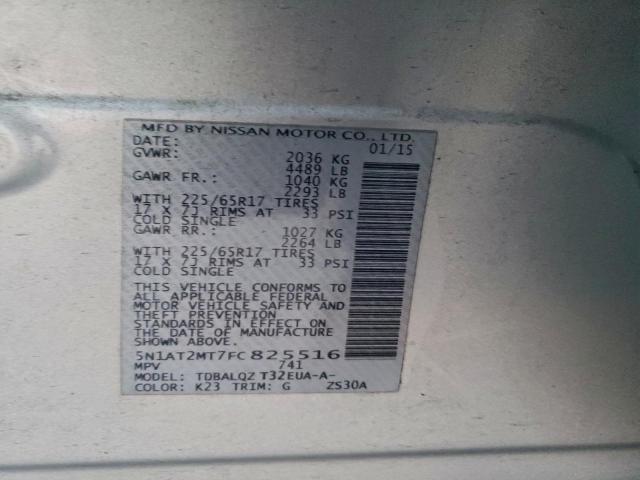 MFD BY NISSAN MOTOR CO., LTD.
DATE: 01/15
GVWR: 2036 KG
4489 LB
GAWR FR.: 1040 KG
2293 LB
WITH 225/65R17 TIRES
17 X 7J RIMS AT 33 PSI
COLD SINGLE
GAWR RR.: 1027 KG
2264 LB
WITH 225/65R17 TIRES
17 X 7J RIMS AT 33 PSI
COLD SINGLE
THIS VEHICLE CONFORMS TO
ALL APPLICABLE FEDERAL
MOTOR VEHICLE SAFETY AND
THEFT PREVENTION
STANDARDS IN EFFECT ON
THE DATE OF MANUFACTURE
SHOWN ABOVE.
5N1AT2MT7FC825516
MPV 741
MODEL: TDBALQZ T32EUA-A-
COLOR: K23 TRIM: G ZS30A